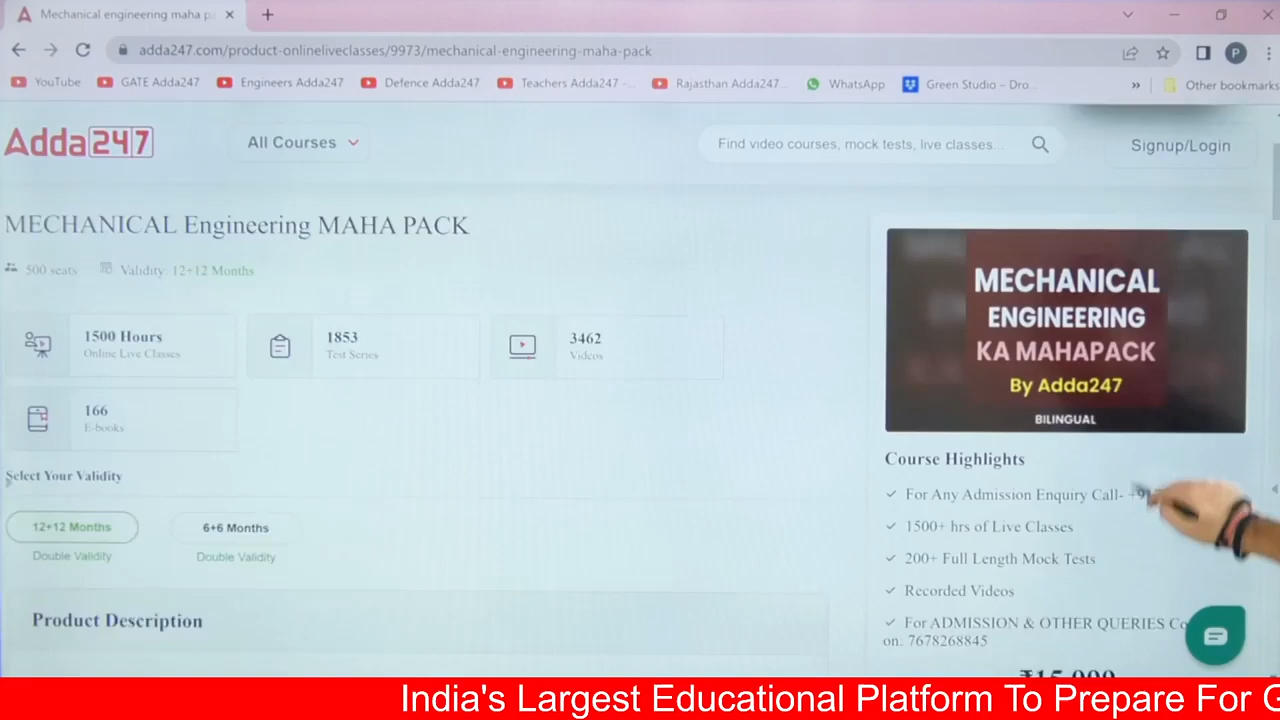 Mechanical engineering maha p
adda247.com/product-onlineliveclasses/9973/mechanical-engineering-maha-pack
P
YouTube
GATE Adda247
Engineers Adda247
Defence Adda247
Teachers Adda247 -...
Rajasthan Adda247...
WhatsApp
Green Studio – Dro...
»
Other bookmarks
Adda247
All Courses
Find video courses, mock tests, live classes...
Signup/Login
MECHANICAL Engineering MAHA PACK
500 seats
Validity: 12+12 Months
1500 Hours
Online Live Classes
1853
Test Series
3462
Videos
166
E-books
Select Your Validity
12+12 Months
Double Validity
6+6 Months
Double Validity
Product Description
MECHANICAL
ENGINEERING
KA MAHAPACK
By Adda247
BILINGUAL
Course Highlights
For Any Admission Enquiry Call- +91
1500+ hrs of Live Classes
200+ Full Length Mock Tests
Recorded Videos
For ADMISSION & OTHER QUERIES Co
on. 7678268845
India's Largest Educational Platform To Prepare For